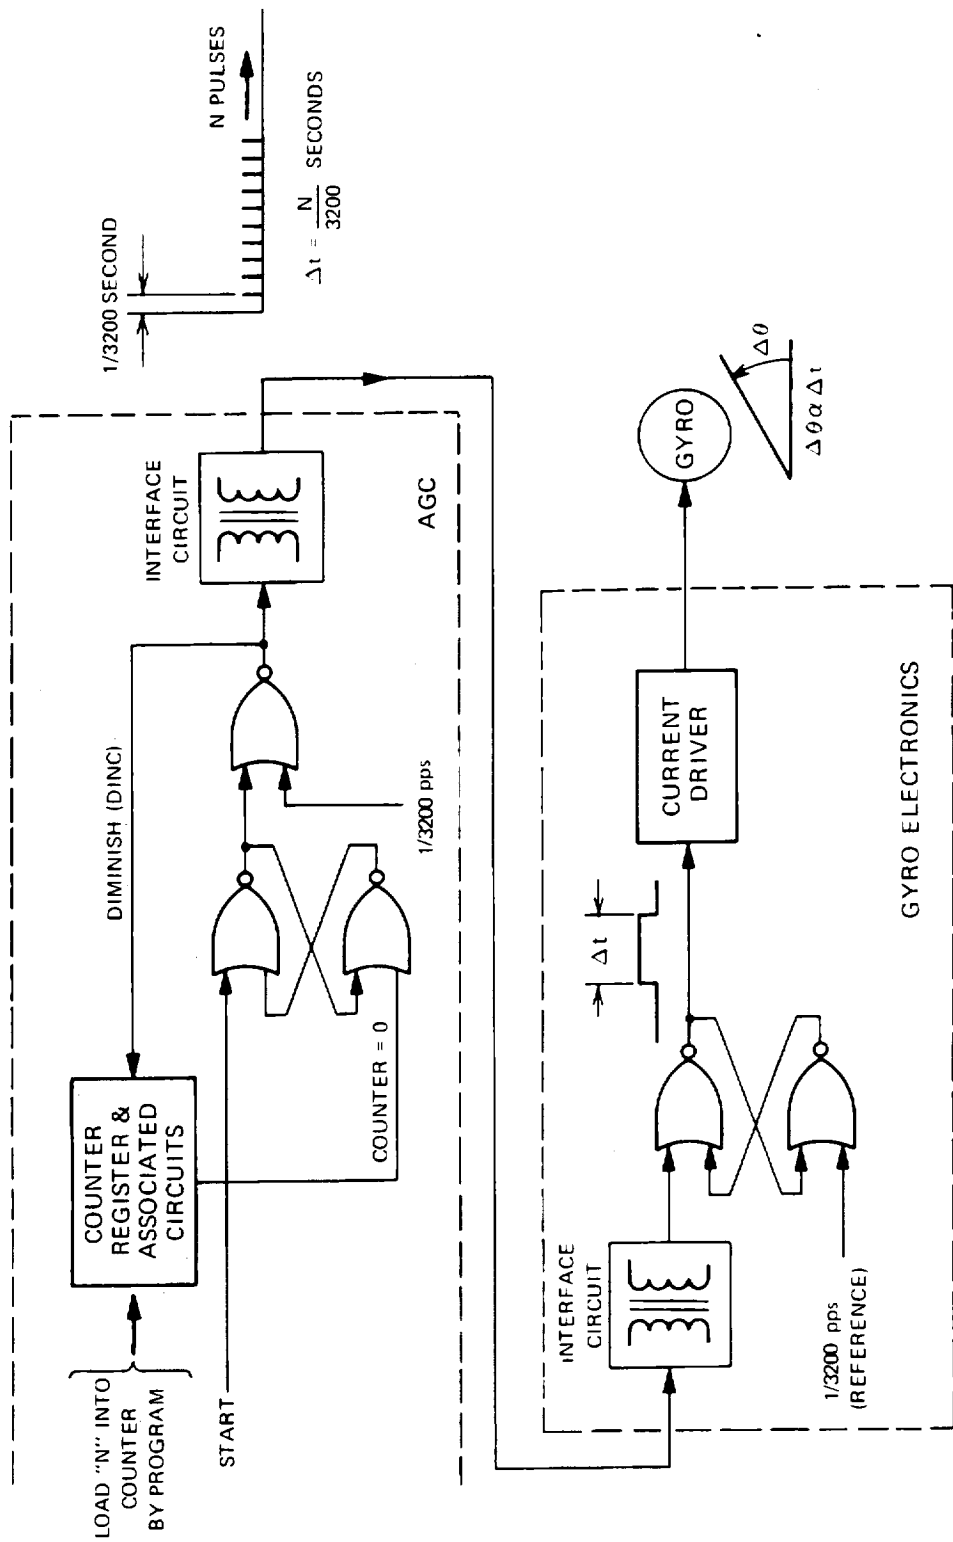 LOAD "N" INTO
COUNTER
BY PROGRAM
COUNTER
REGISTER &
ASSOCIATED
CIRCUITS
DIMINISH (DINC)
START
COUNTER = 0
1/3200 pps
INTERFACE
CIRCUIT
AGC
1/3200 SECOND
N PULSES
Δt = N/3200 SECONDS
INTERFACE
CIRCUIT
1/3200 pps
(REFERENCE)
Δt
CURRENT
DRIVER
GYRO ELECTRONICS
GYRO
Δθ
Δθ α Δt